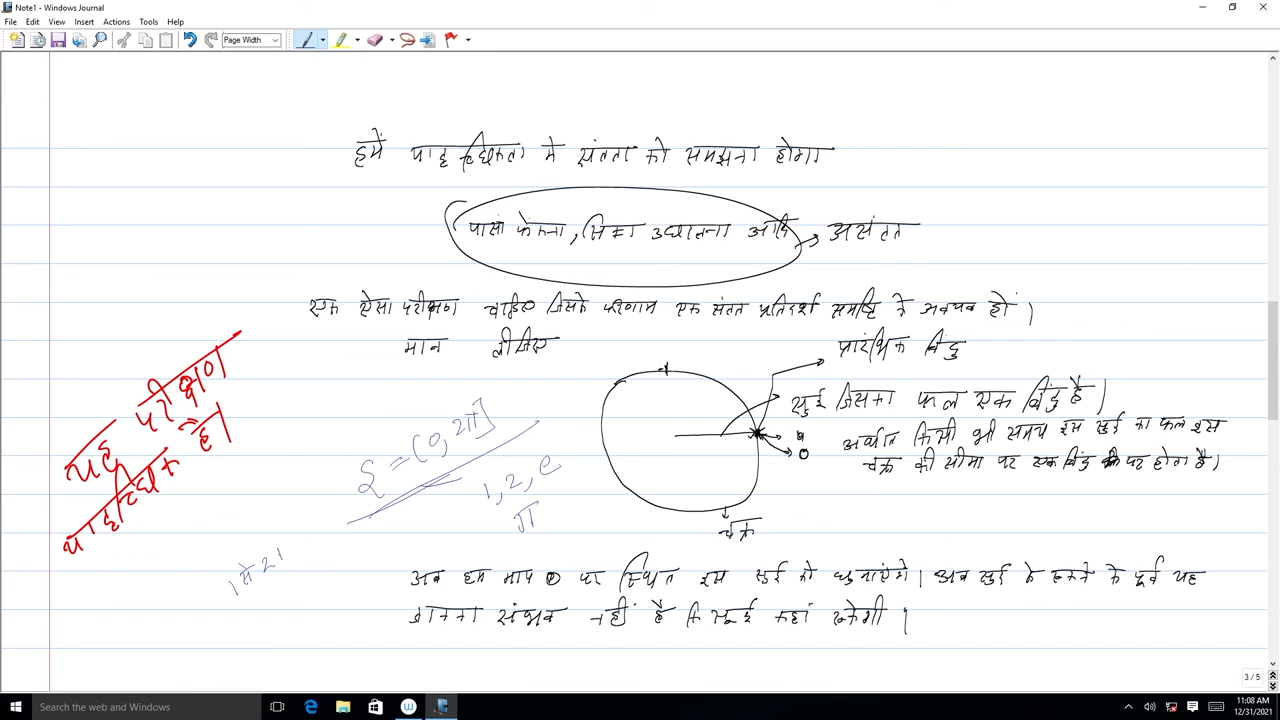 Note1 - Windows Journal
File Edit View Insert Actions Tools Help
Page Width
हमें यादृच्छिकता में संतता को समझना होगा
पासा फेंकना, सिक्का उछालना आदि → असंतत
एक ऐसा परीक्षण चाहिए जिसके परिणाम एक संतत प्रतिदर्श समष्टि के अवयव हों।
मान लीजिए
प्रारंभिक बिंदु
सुई जिसका फल एक बिंदु है।
अर्थात किसी भी समय इस सुई का फल इस
चक्र की सीमा पर एक बिंदु पर होता है।
0
चक्र
यह परीक्षण
यादृच्छिक है।
S = (0, 2π]
1, 2, e
π
1 से 21
अब हम माप 0 पर स्थित इस सुई को घुमाएंगे। अब सुई के रुकने के पूर्व यह
जानना संभव नहीं है कि सुई कहां रुकेगी।
3/5
Search the web and Windows
11:08 AM
12/31/2021